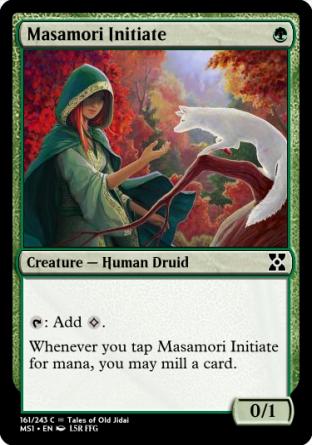 Masamori Initiate
Creature — Human Druid
: Add .
Whenever you tap Masamori Initiate
for mana, you may mill a card.
0/1
161/243 C — Tales of Old Jidai
MS1 • EN LSR FFG